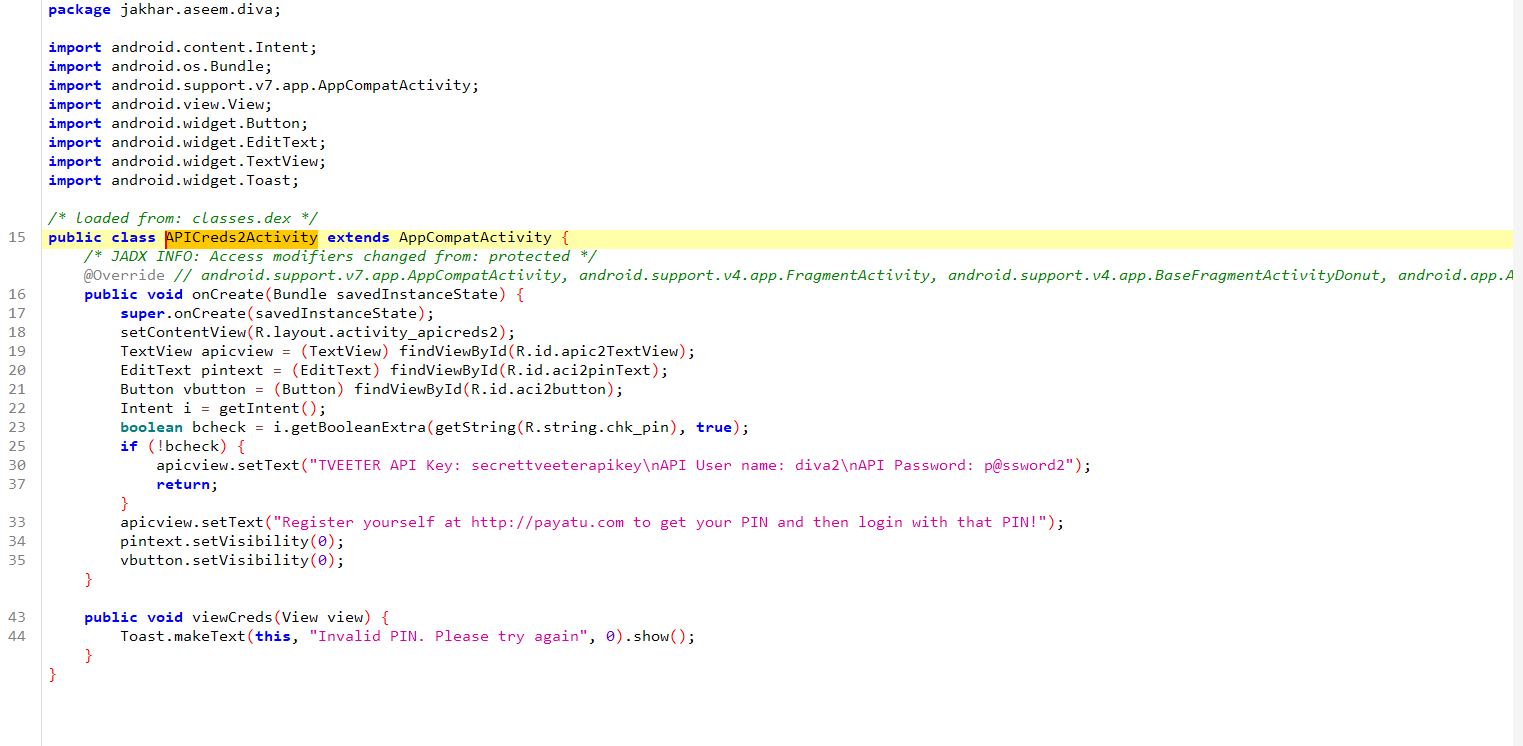 package jakhar.aseem.diva;
import android.content.Intent;
import android.os.Bundle;
import android.support.v7.app.AppCompatActivity;
import android.view.View;
import android.widget.Button;
import android.widget.EditText;
import android.widget.TextView;
import android.widget.Toast;
/* loaded from: classes.dex */
15 public class APICreds2Activity extends AppCompatActivity {
/* JADX INFO: Access modifiers changed from: protected */
@Override // android.support.v7.app.AppCompatActivity, android.support.v4.app.FragmentActivity, android.support.v4.app.BaseFragmentActivityDonut, android.app.A
16 public void onCreate(Bundle savedInstanceState) {
17 super.onCreate(savedInstanceState);
18 setContentView(R.layout.activity_apicreds2);
19 TextView apicview = (TextView) findViewById(R.id.apic2TextView);
20 EditText pintext = (EditText) findViewById(R.id.aci2pinText);
21 Button vbutton = (Button) findViewById(R.id.aci2button);
22 Intent i = getIntent();
23 boolean bcheck = i.getBooleanExtra(getString(R.string.chk_pin), true);
25 if (!bcheck) {
30 apicview.setText("TVEETER API Key: secrettveeterapikey\nAPI User name: diva2\nAPI Password: p@ssword2");
37 return;
}
33 apicview.setText("Register yourself at http://payatu.com to get your PIN and then login with that PIN!");
34 pintext.setVisibility(0);
35 vbutton.setVisibility(0);
}
43 public void viewCreds(View view) {
44 Toast.makeText(this, "Invalid PIN. Please try again", 0).show();
}
}